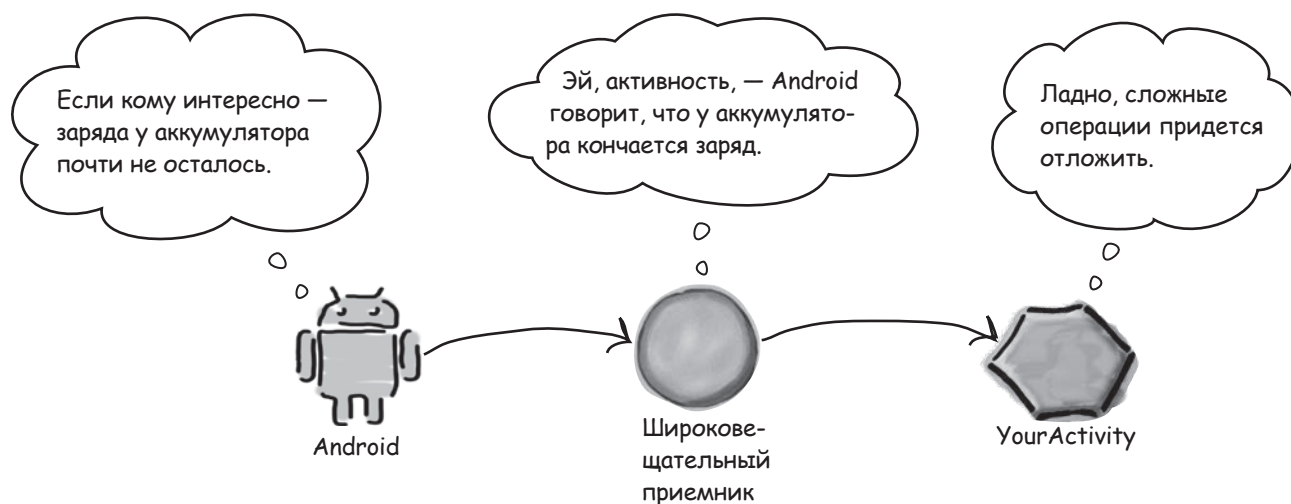 Если кому интересно —
заряда у аккумулятора
почти не осталось.
Эй, активность, — Android
говорит, что у аккумулято-
ра кончается заряд.
Ладно, сложные
операции придется
отложить.
Android
Широкове-
щательный
приемник
YourActivity